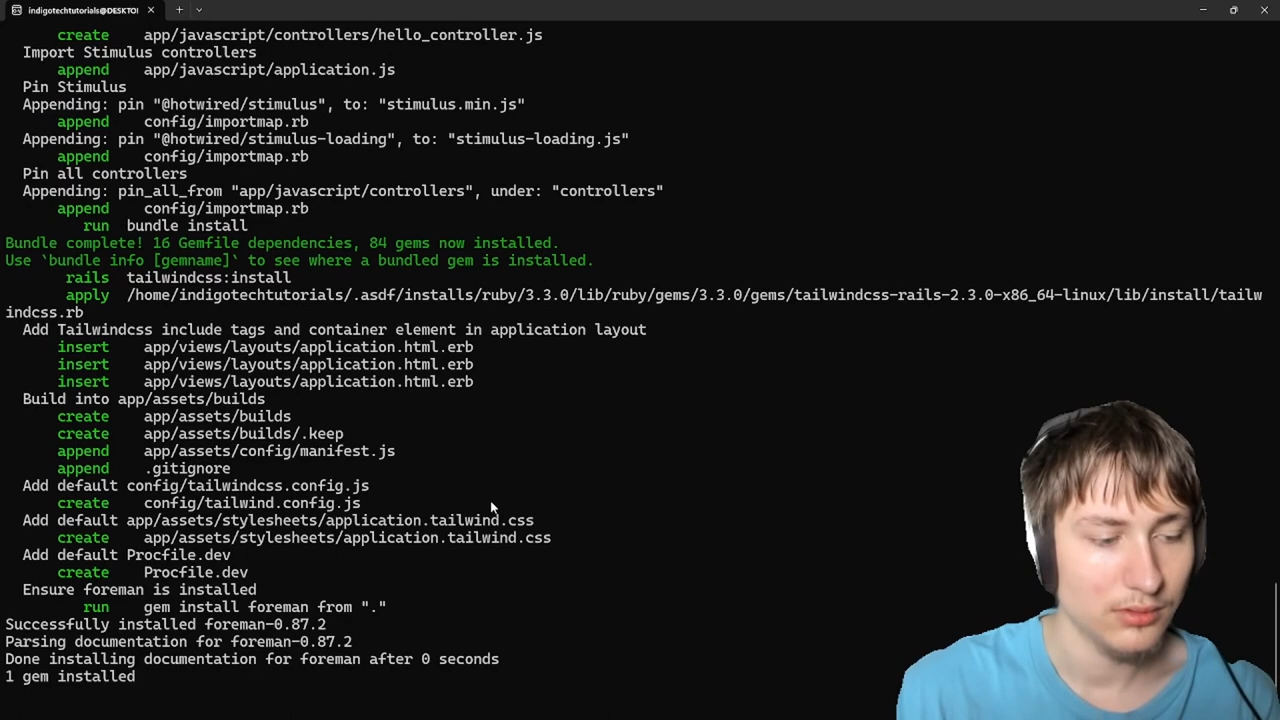 indigotechtutorials@DESKTO
create app/javascript/controllers/hello_controller.js
Import Stimulus controllers
append app/javascript/application.js
Pin Stimulus
Appending: pin "@hotwired/stimulus", to: "stimulus.min.js"
append config/importmap.rb
Appending: pin "@hotwired/stimulus-loading", to: "stimulus-loading.js"
append config/importmap.rb
Pin all controllers
Appending: pin_all_from "app/javascript/controllers", under: "controllers"
append config/importmap.rb
run bundle install
Bundle complete! 16 Gemfile dependencies, 84 gems now installed.
Use `bundle info [gemname]` to see where a bundled gem is installed.
rails tailwindcss:install
apply /home/indigotechtutorials/.asdf/installs/ruby/3.3.0/lib/ruby/gems/3.3.0/gems/tailwindcss-rails-2.3.0-x86_64-linux/lib/install/tailw
indcss.rb
Add Tailwindcss include tags and container element in application layout
insert app/views/layouts/application.html.erb
insert app/views/layouts/application.html.erb
insert app/views/layouts/application.html.erb
Build into app/assets/builds
create app/assets/builds
create app/assets/builds/.keep
append app/assets/config/manifest.js
append .gitignore
Add default config/tailwindcss.config.js
create config/tailwind.config.js
Add default app/assets/stylesheets/application.tailwind.css
create app/assets/stylesheets/application.tailwind.css
Add default Procfile.dev
create Procfile.dev
Ensure foreman is installed
run gem install foreman from "."
Successfully installed foreman-0.87.2
Parsing documentation for foreman-0.87.2
Done installing documentation for foreman after 0 seconds
1 gem installed